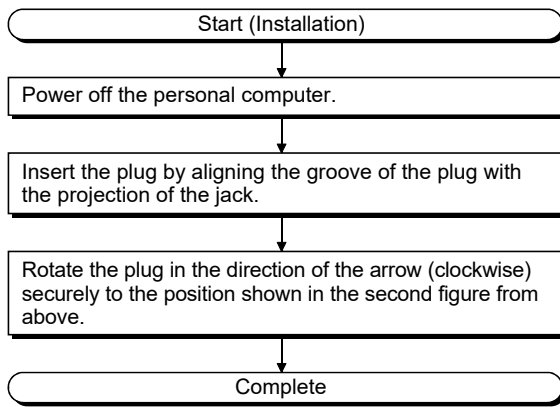 Start (Installation)
Power off the personal computer.
Insert the plug by aligning the groove of the plug with
the projection of the jack.
Rotate the plug in the direction of the arrow (clockwise)
securely to the position shown in the second figure from
above.
Complete